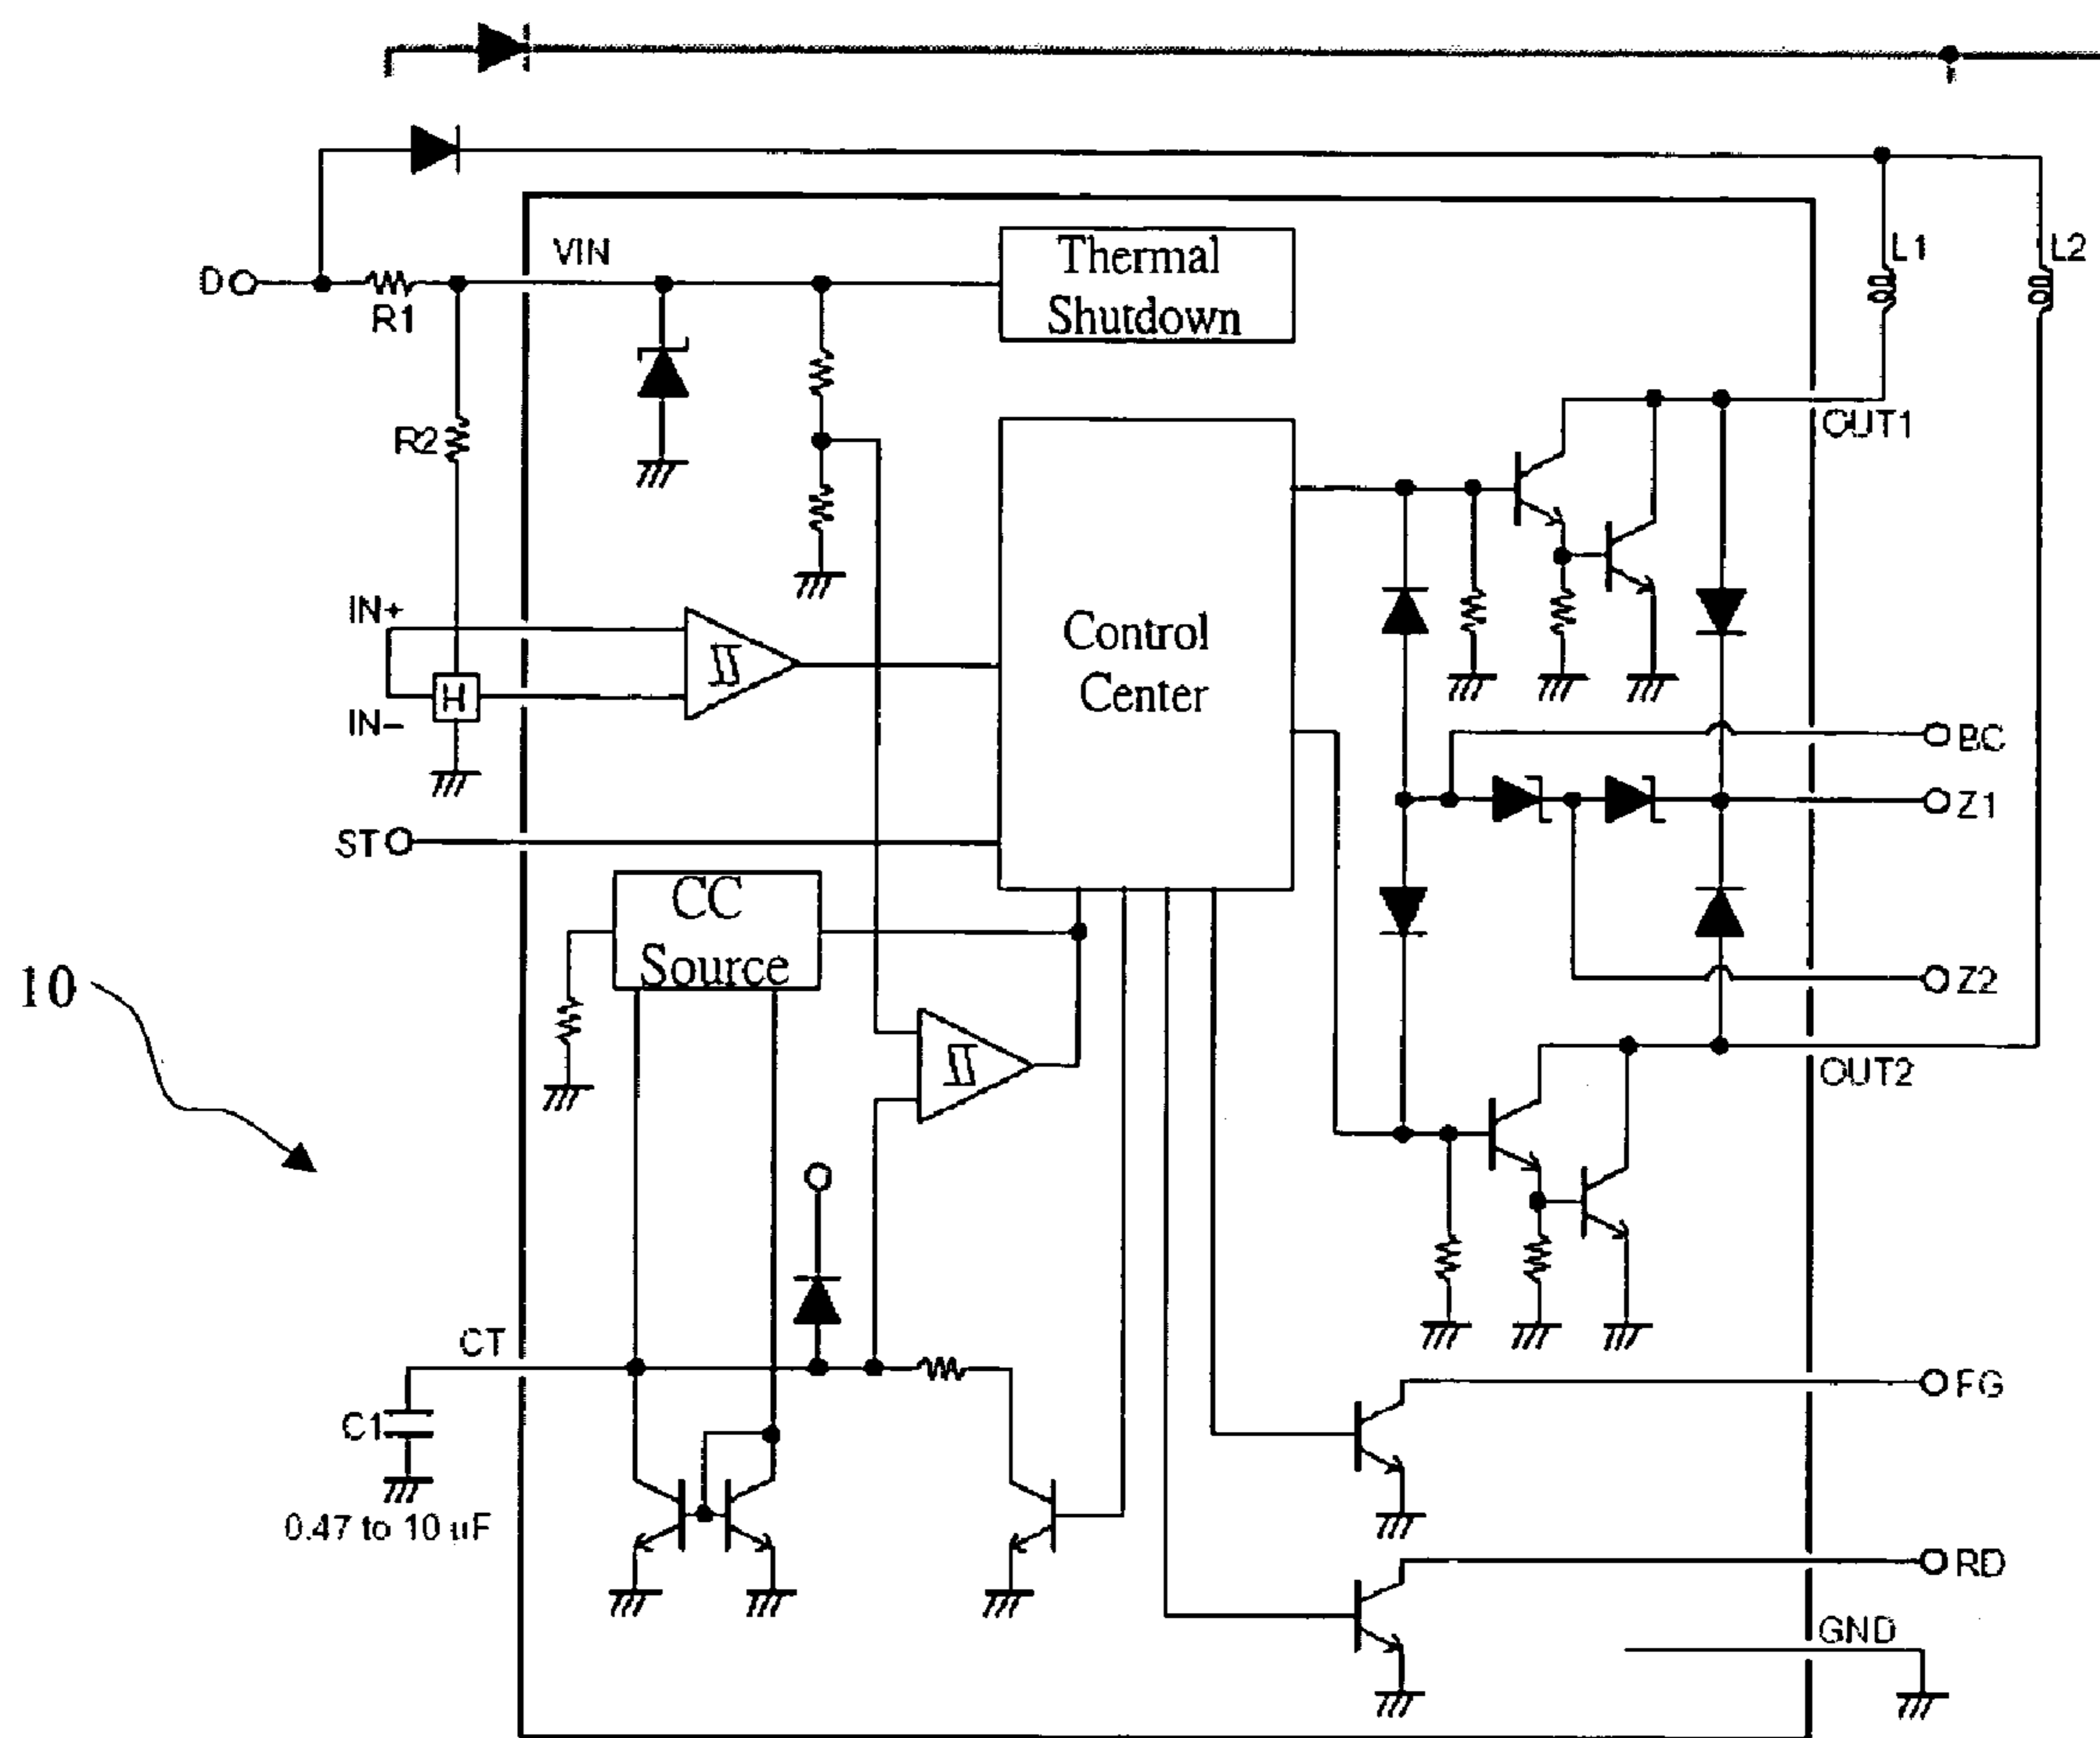 VIN
Thermal
Shutdown
L1
L2
D
R1
R2
OUT1
IN+
H
IN−
Control
Center
BC
Z1
ST
CC
Source
Z2
10
OUT2
CT
C1
0.47 to 10 uF
FG
RD
GND